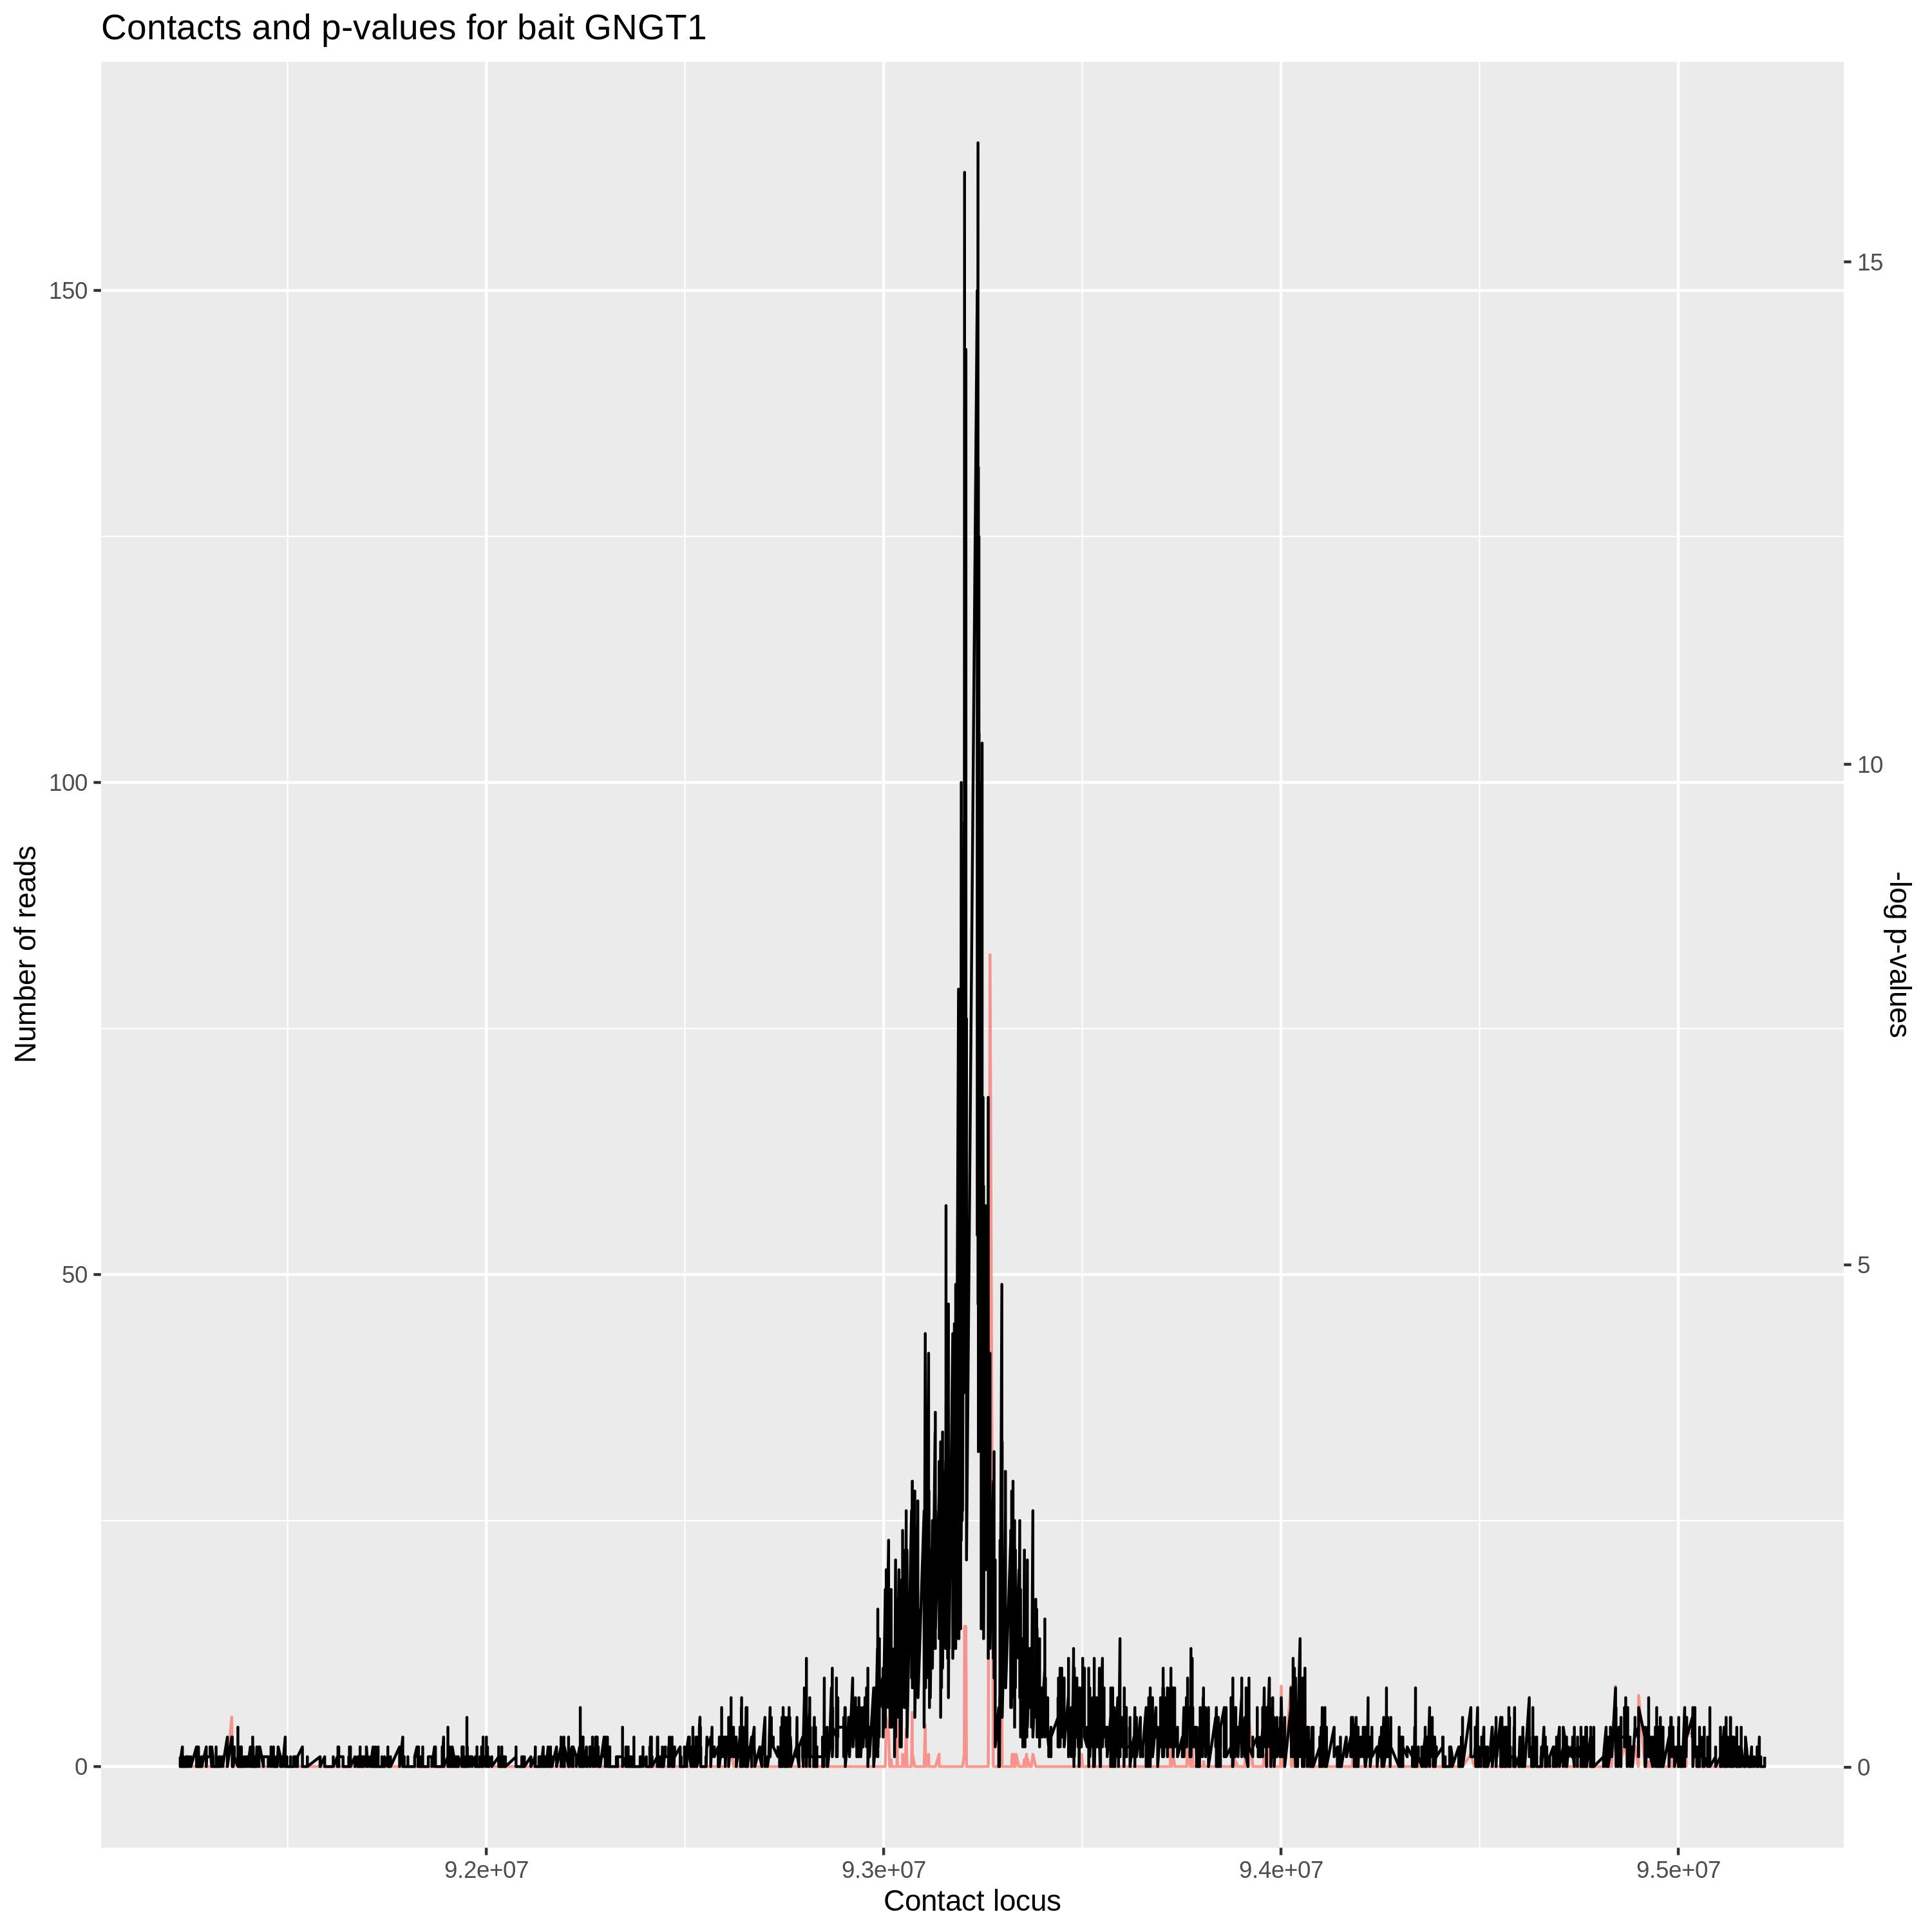 Contacts and p-values for bait GNGT1
Number of reads
150
100
50
0
15
10
5
0
-log p-values
9.2e+07
9.3e+07
9.4e+07
9.5e+07
Contact locus